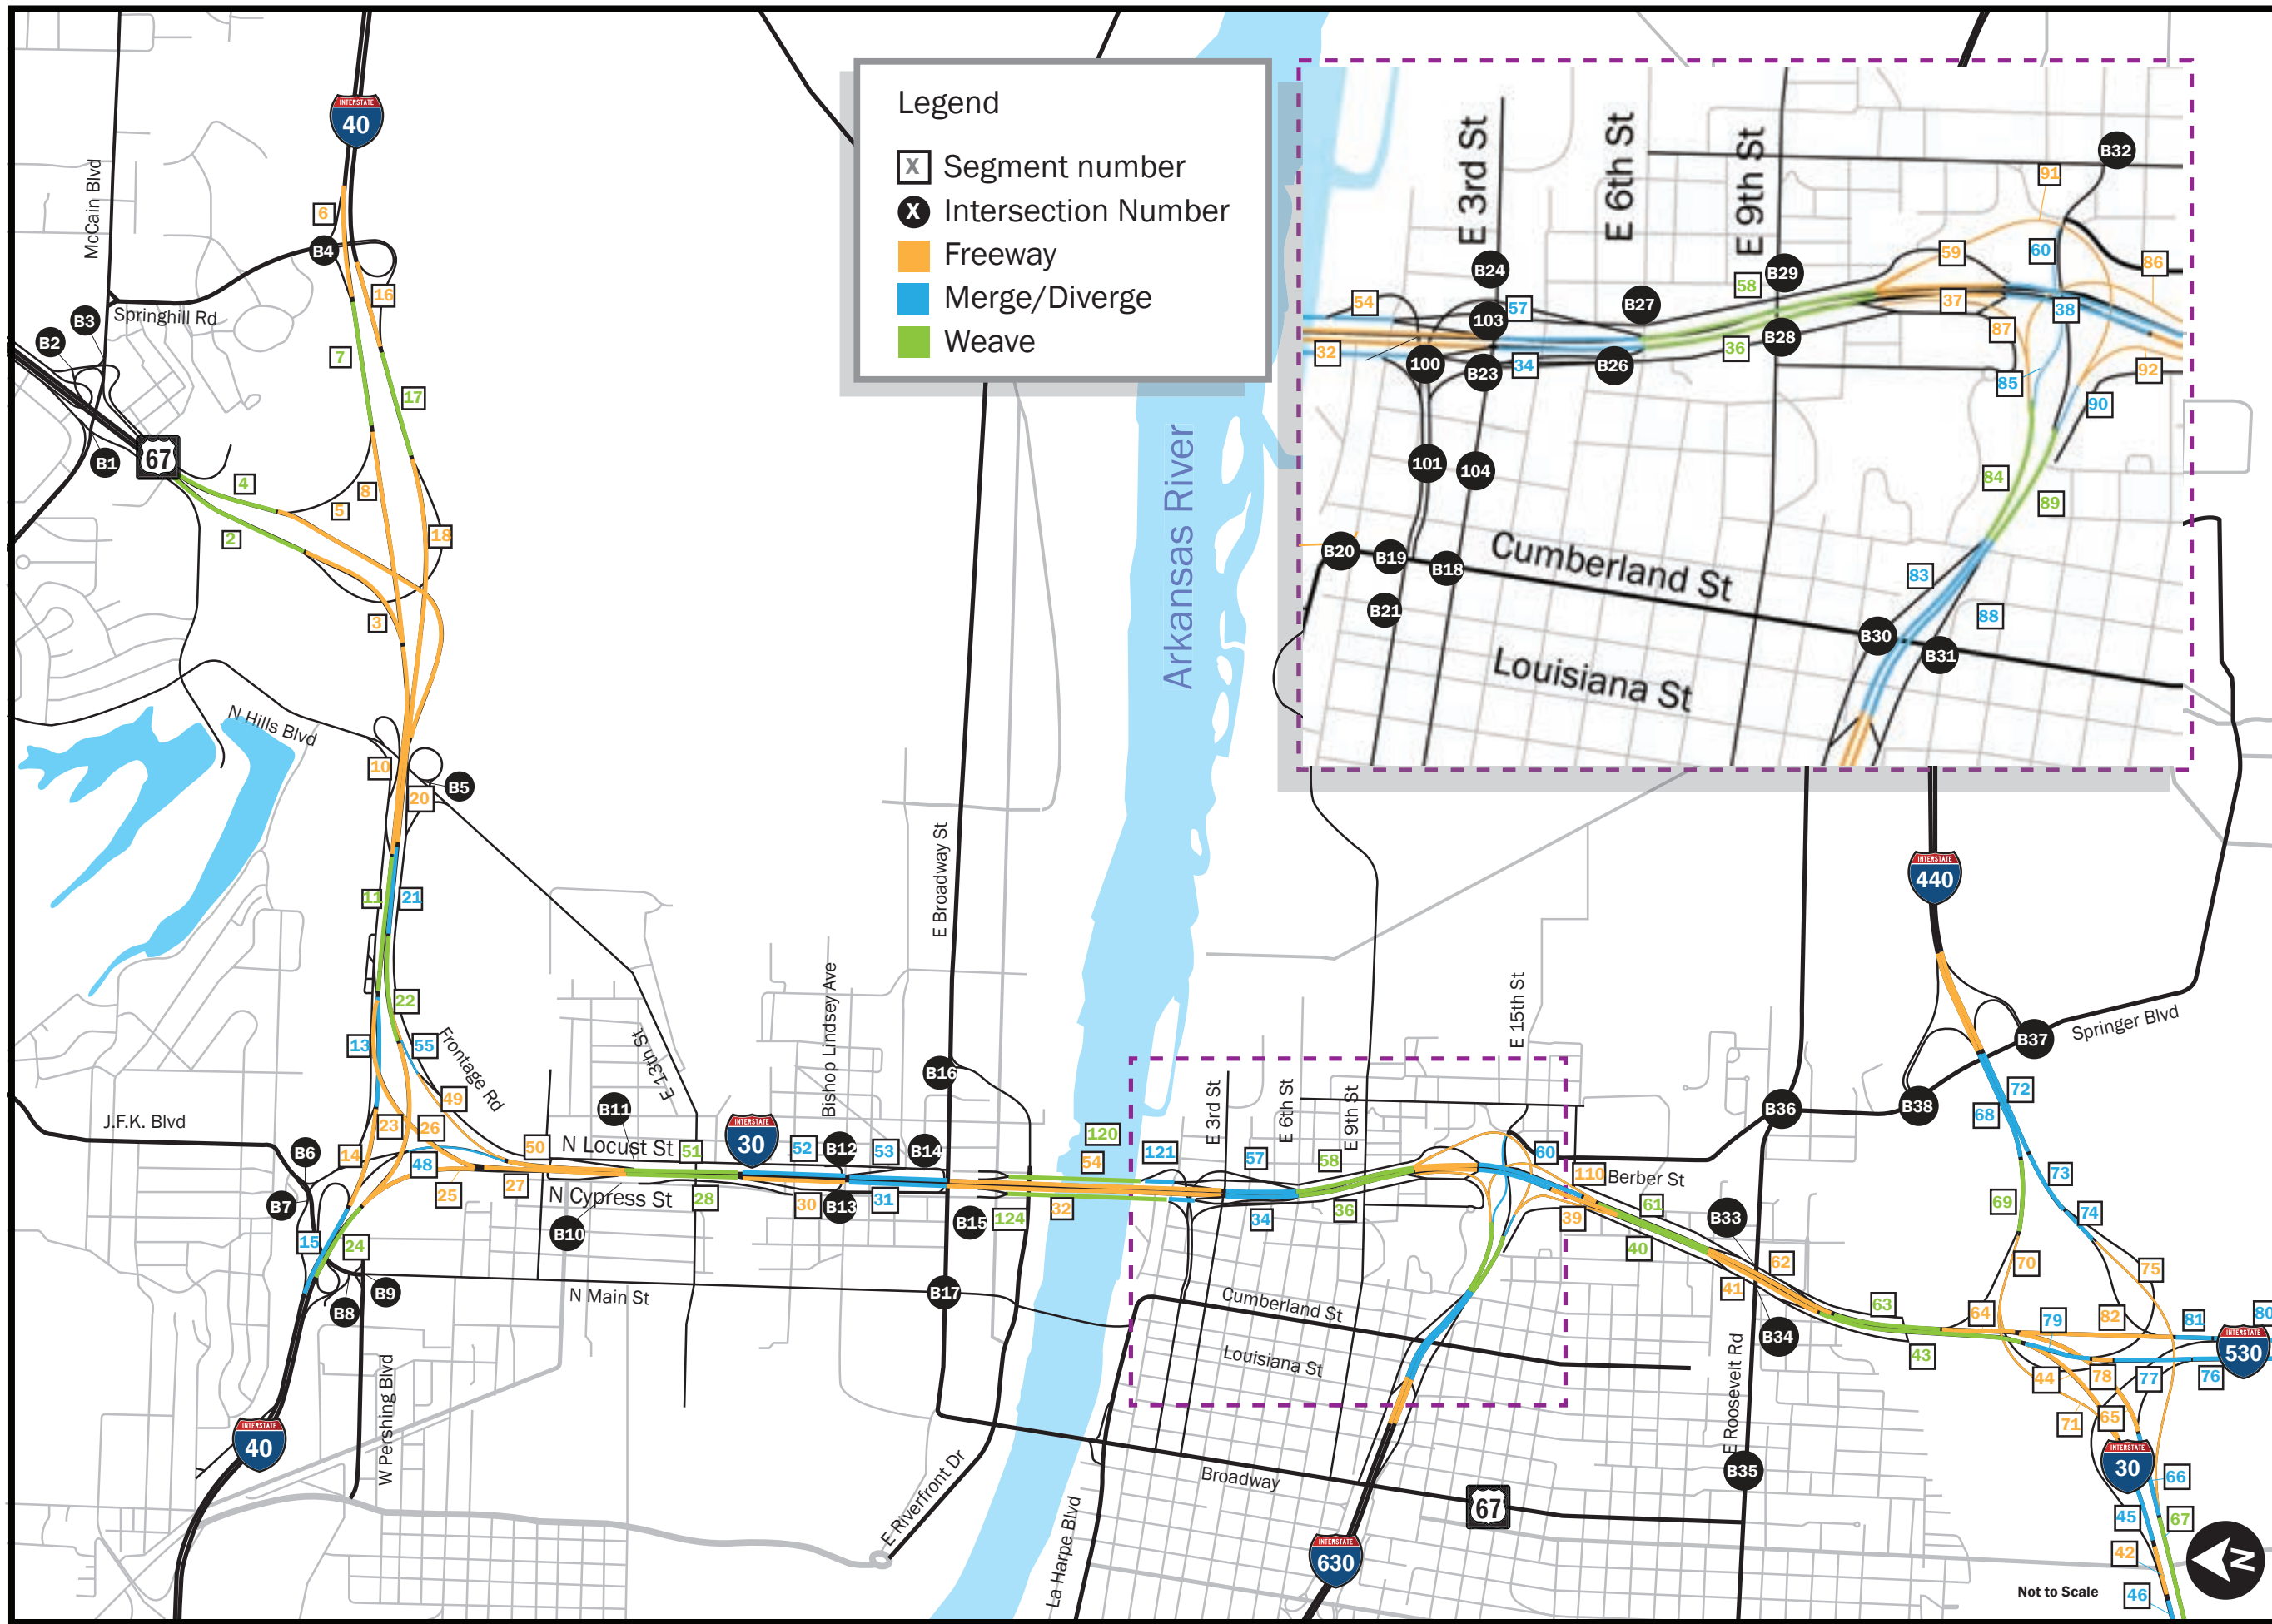 Legend
X Segment number
X Intersection Number
Freeway
Merge/Diverge
Weave
INTERSTATE
40
McCain Blvd
6
B4
16
B3
Springhill Rd
B2
7
17
B1
67
4
8
5
2
18
3
N Hills Blvd
10
B5
20
11
21
22
13
55
Frontage Rd
49
J.F.K. Blvd
23
26
B6
14
48
50
25
27
B7
15
24
B9
B8
INTERSTATE
40
W Pershing Blvd
B11
N Locust St
51
E 13th St
INTERSTATE
30
N Cypress St
28
B10
N Main St
52
B12
Bishop Lindsey Ave
53
B14
30
B13
31
B16
E Broadway St
B15
124
32
B17
120
54
121
Arkansas River
E Riverfront Dr
La Harpe Blvd
E 3rd St
E 6th St
E 9th St
E 15th St
57
58
60
34
36
110
Berber St
39
61
40
Cumberland St
Louisiana St
Broadway
67
INTERSTATE
630
B33
62
41
B34
E Roosevelt Rd
B35
B36
B38
B37
Springer Blvd
INTERSTATE
440
72
68
73
69
74
70
75
63
64
79
82
81
80
43
INTERSTATE
530
44
78
77
76
71
65
INTERSTATE
30
66
45
67
42
46
Not to Scale
N
E 3rd St
E 6th St
E 9th St
B32
91
B24
B29
59
60
86
54
103
57
B27
58
37
38
87
32
100
B23
34
B26
36
B28
85
92
90
101
104
84
89
B20
B19
B18
Cumberland St
83
B21
88
B30
B31
Louisiana St